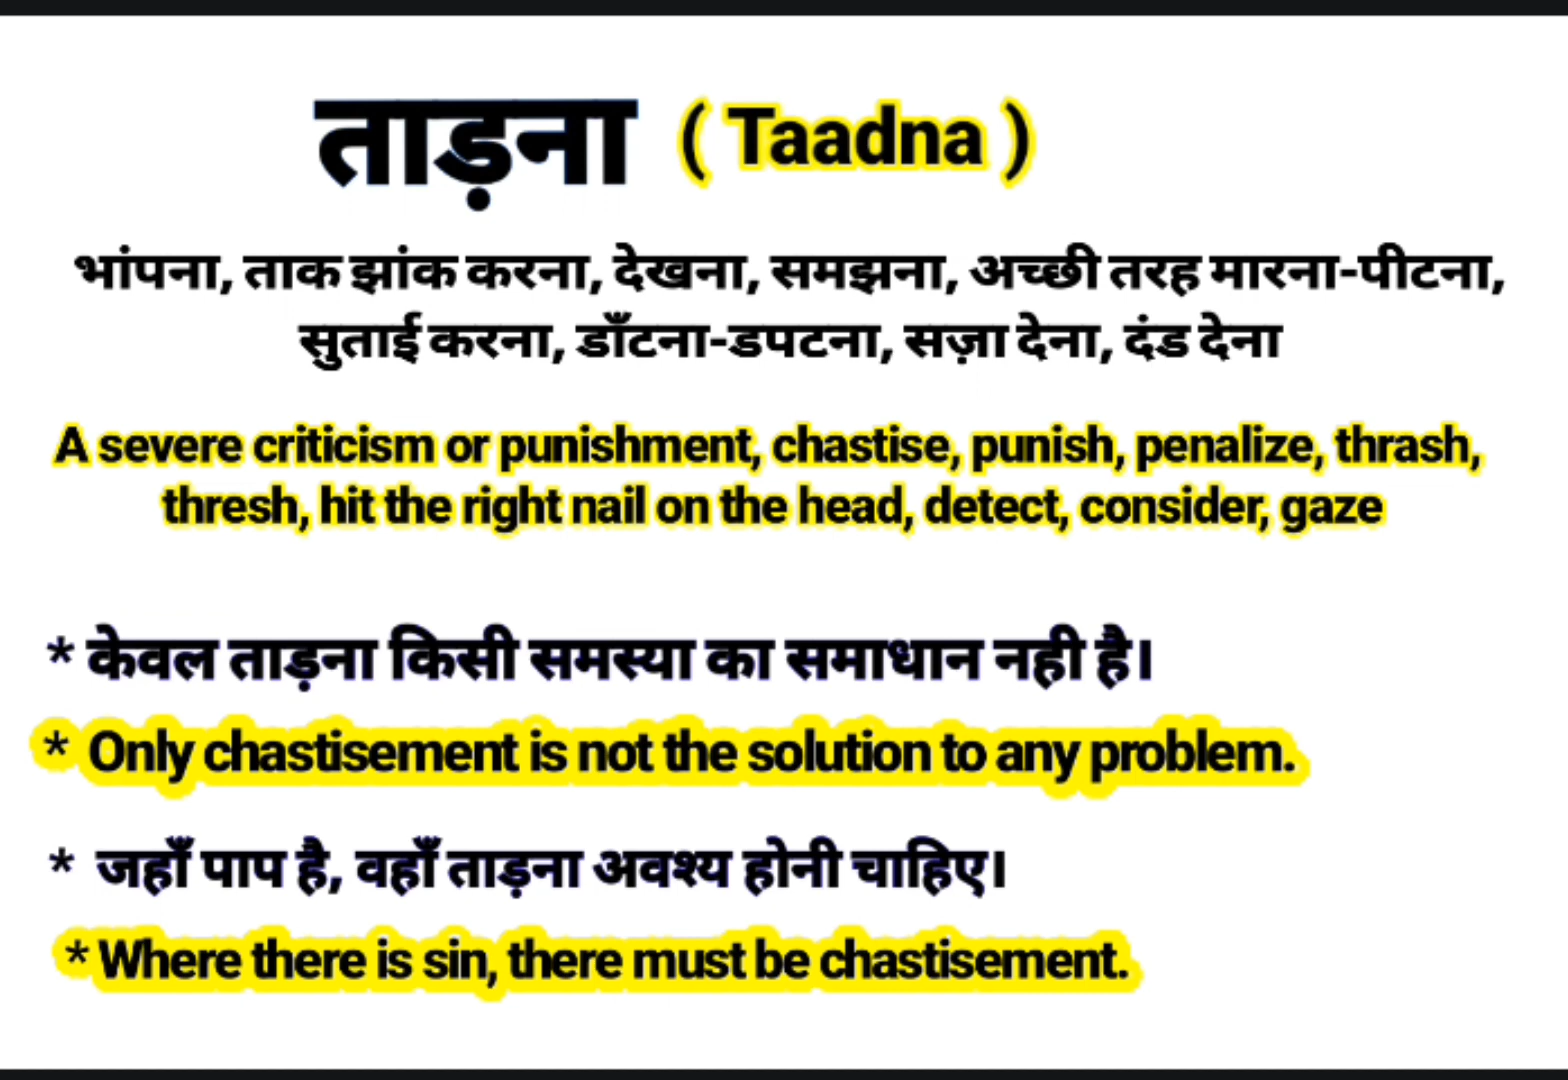 ताड़ना ( Taadna )
भांपना, ताक झांक करना, देखना, समझना, अच्छी तरह मारना-पीटना,
सुताई करना, डाँटना-डपटना, सज़ा देना, दंड देना
A severe criticism or punishment, chastise, punish, penalize, thrash,
thresh, hit the right nail on the head, detect, consider, gaze
* केवल ताड़ना किसी समस्या का समाधान नही है।
* Only chastisement is not the solution to any problem.
* जहाँ पाप है, वहाँ ताड़ना अवश्य होनी चाहिए।
* Where there is sin, there must be chastisement.